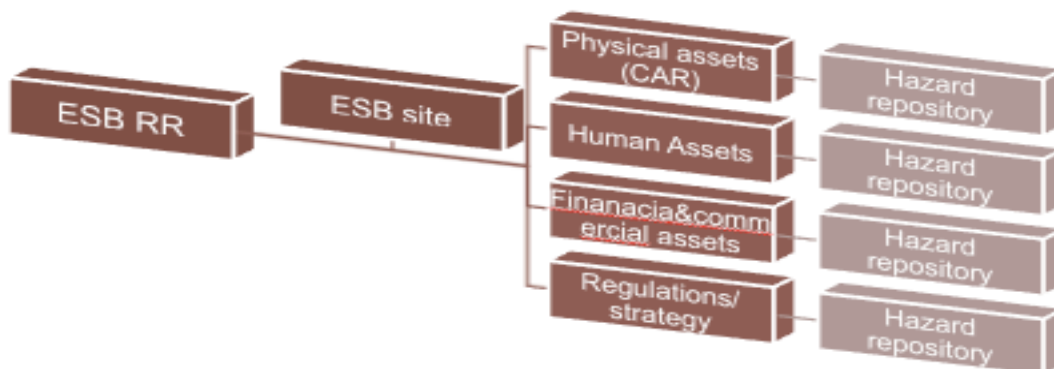 ESB RR
ESB site
Physical assets
(CAR)
Hazard
repository
Human Assets
Hazard
repository
Finanacia&comm
ercial assets
Hazard
repository
Regulations/
strategy
Hazard
repository